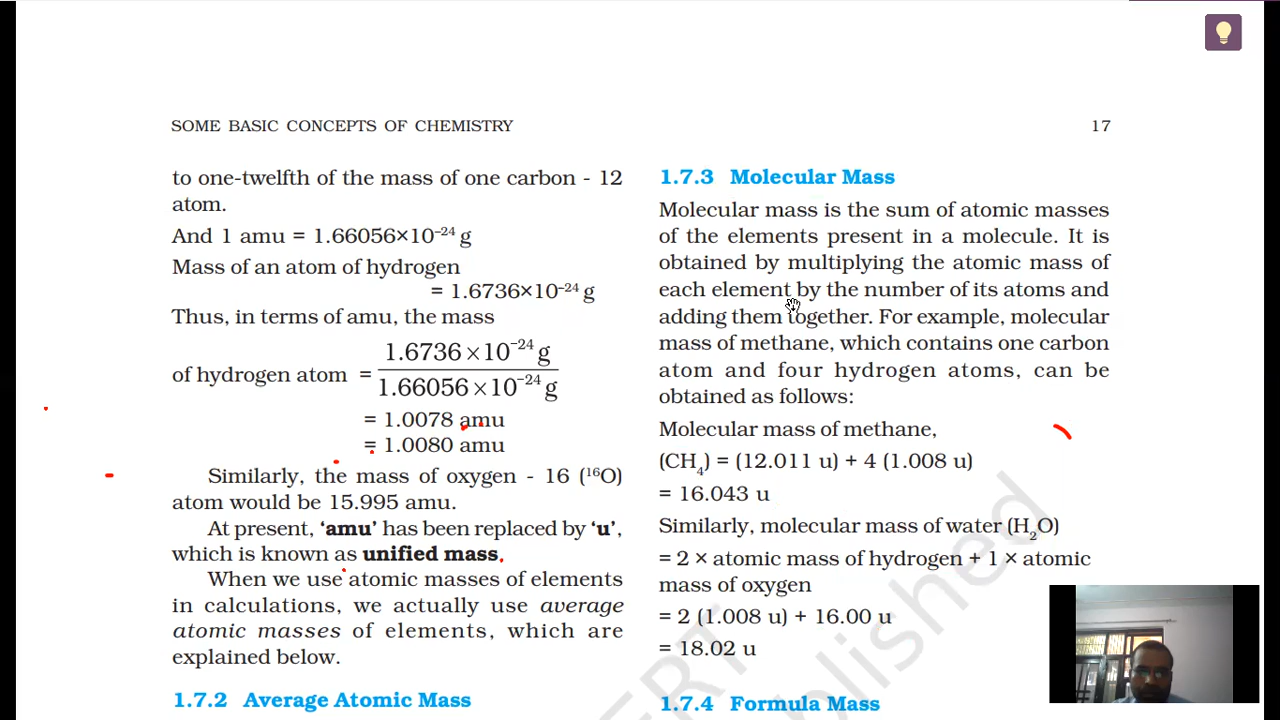 SOME BASIC CONCEPTS OF CHEMISTRY 17
to one-twelfth of the mass of one carbon - 12
atom.
And 1 amu = 1.66056×10⁻²⁴ g
Mass of an atom of hydrogen
= 1.6736×10⁻²⁴ g
Thus, in terms of amu, the mass
of hydrogen atom = 1.6736 ×10⁻²⁴ g / 1.66056 ×10⁻²⁴ g
= 1.0078 amu
= 1.0080 amu
Similarly, the mass of oxygen - 16 (¹⁶O)
atom would be 15.995 amu.
At present, ‘amu’ has been replaced by ‘u’,
which is known as unified mass.
When we use atomic masses of elements
in calculations, we actually use average
atomic masses of elements, which are
explained below.
1.7.2 Average Atomic Mass
1.7.3 Molecular Mass
Molecular mass is the sum of atomic masses
of the elements present in a molecule. It is
obtained by multiplying the atomic mass of
each element by the number of its atoms and
adding them together. For example, molecular
mass of methane, which contains one carbon
atom and four hydrogen atoms, can be
obtained as follows:
Molecular mass of methane,
(CH₄) = (12.011 u) + 4 (1.008 u)
= 16.043 u
Similarly, molecular mass of water (H₂O)
= 2 × atomic mass of hydrogen + 1 × atomic
mass of oxygen
= 2 (1.008 u) + 16.00 u
= 18.02 u
1.7.4 Formula Mass